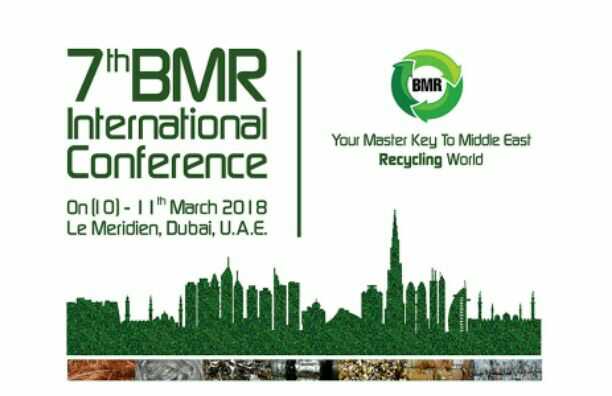 7th BMR
International
Conference
On (10) - 11th March 2018
Le Meridien, Dubai, U.A.E.
BMR
Your Master Key To Middle East
Recycling World